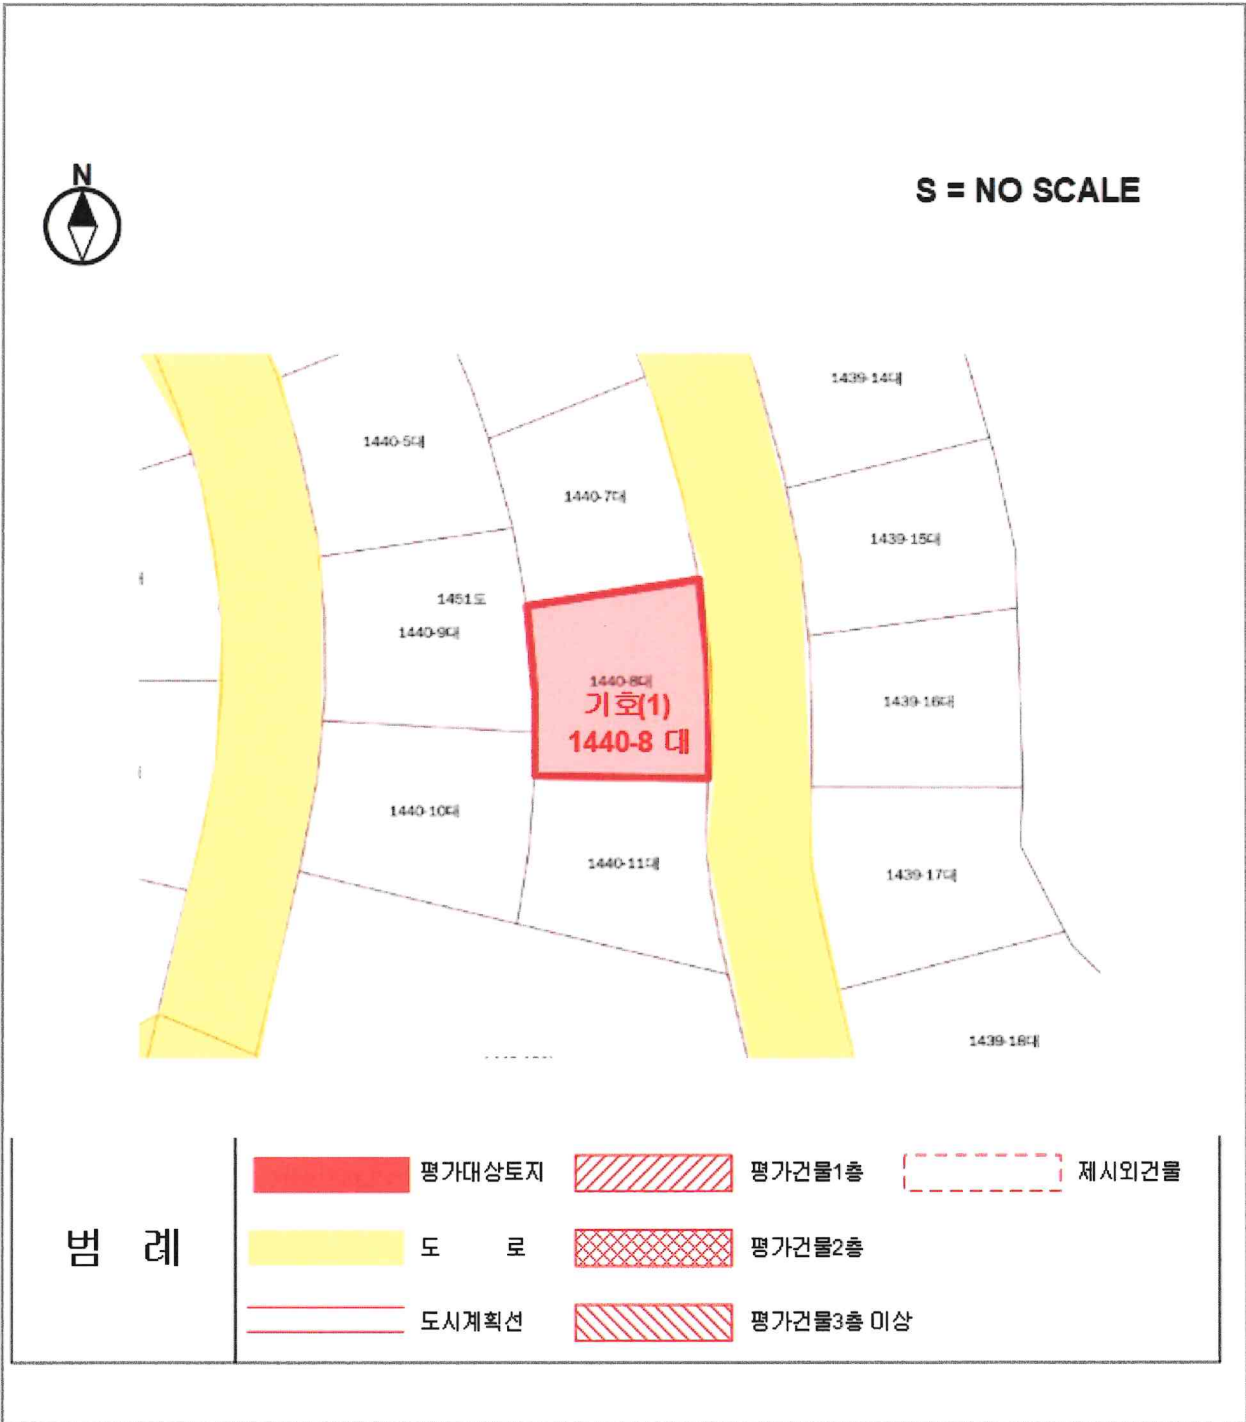 N
S = NO SCALE
1439-14대
1440-5대
1440-7대
1439-15대
1451도
1440-9대
1440-8대
기호(1)
1440-8 대
1439-16대
1440-10대
1440-11대
1439-17대
1439-18대
범 례
평가대상토지
평가건물1층
제시외건물
도 로
평가건물2층
도시계획선
평가건물3층 이상